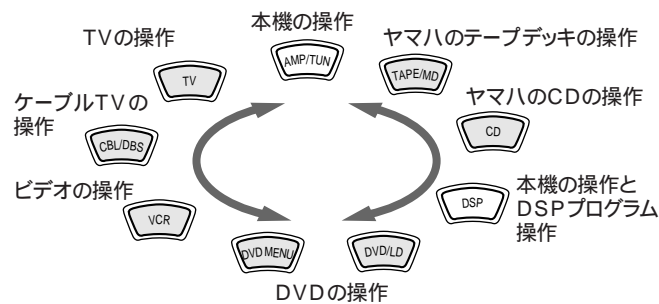 本機の操作
AMP/TUN
TVの操作
TV
ヤマハのテープデッキの操作
TAPE/MD
ケーブルTVの
操作
CBL/DBS
ヤマハのCDの操作
CD
ビデオの操作
VCR
本機の操作と
DSPプログラム
操作
DSP
DVD MENU
DVD/LD
DVDの操作